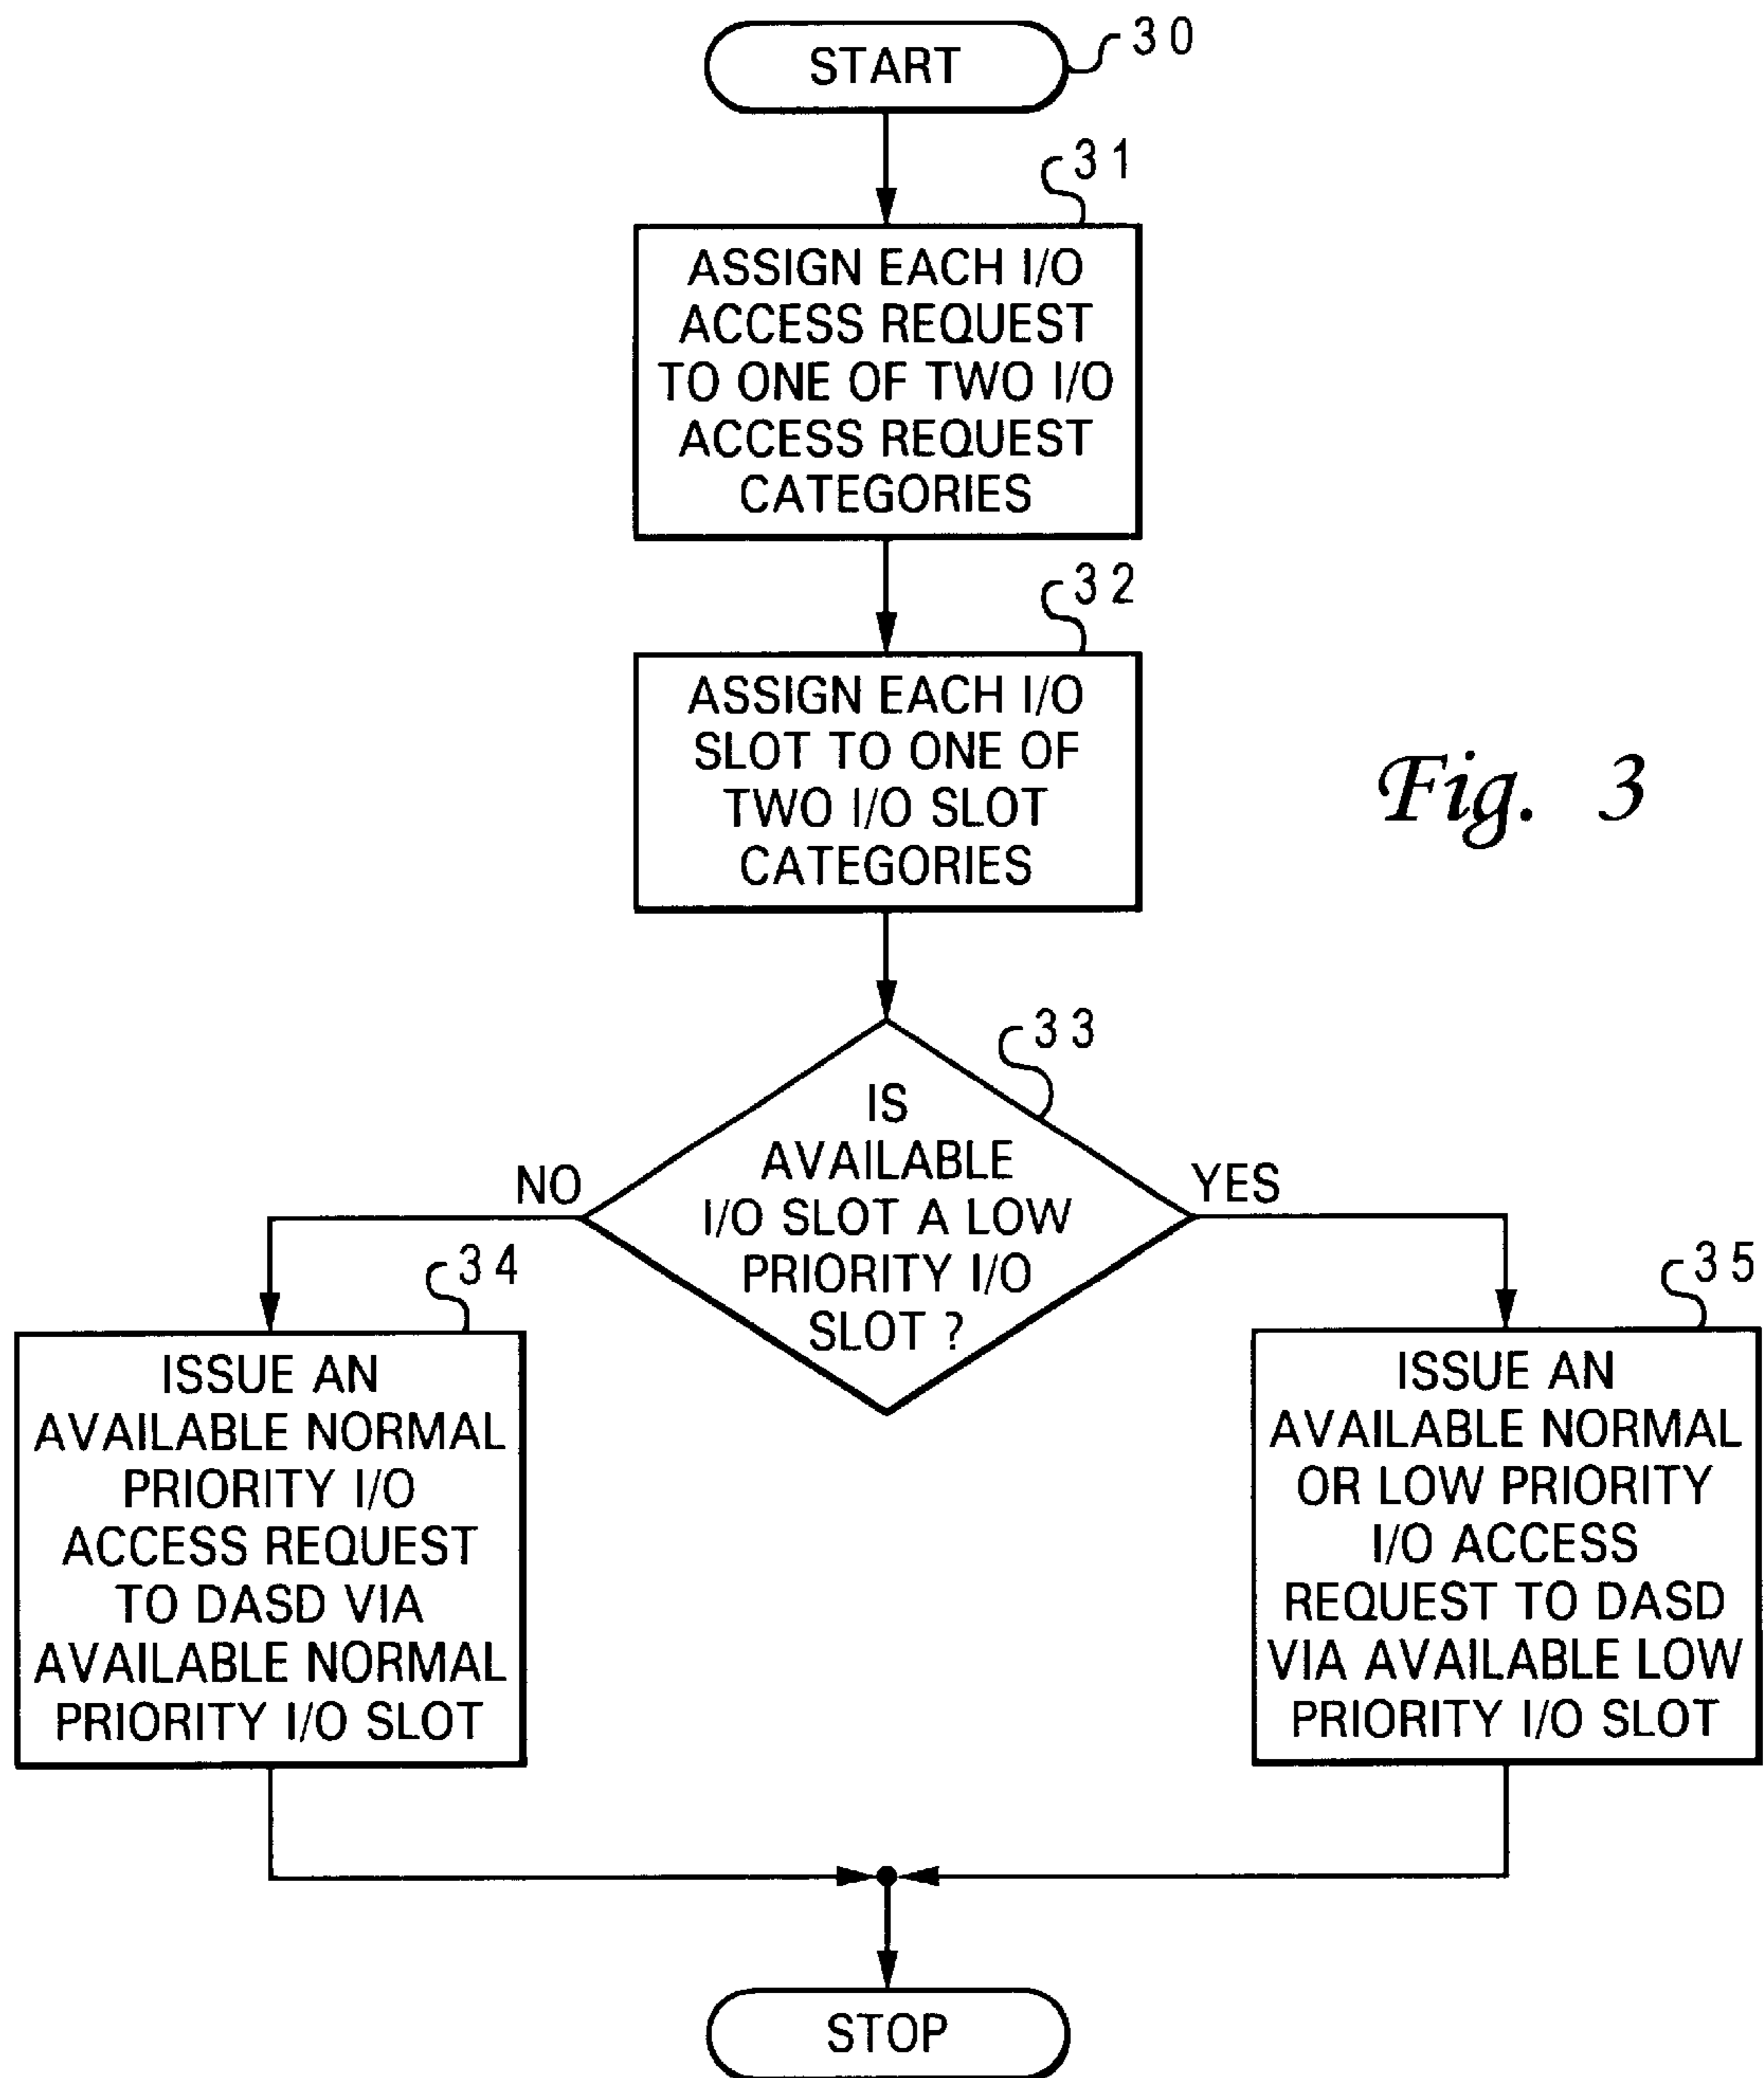 START
30
31
ASSIGN EACH I/O
ACCESS REQUEST
TO ONE OF TWO I/O
ACCESS REQUEST
CATEGORIES
32
ASSIGN EACH I/O
SLOT TO ONE OF
TWO I/O SLOT
CATEGORIES
Fig. 3
33
IS
AVAILABLE
I/O SLOT A LOW
PRIORITY I/O
SLOT ?
NO
YES
34
ISSUE AN
AVAILABLE NORMAL
PRIORITY I/O
ACCESS REQUEST
TO DASD VIA
AVAILABLE NORMAL
PRIORITY I/O SLOT
35
ISSUE AN
AVAILABLE NORMAL
OR LOW PRIORITY
I/O ACCESS
REQUEST TO DASD
VIA AVAILABLE LOW
PRIORITY I/O SLOT
STOP